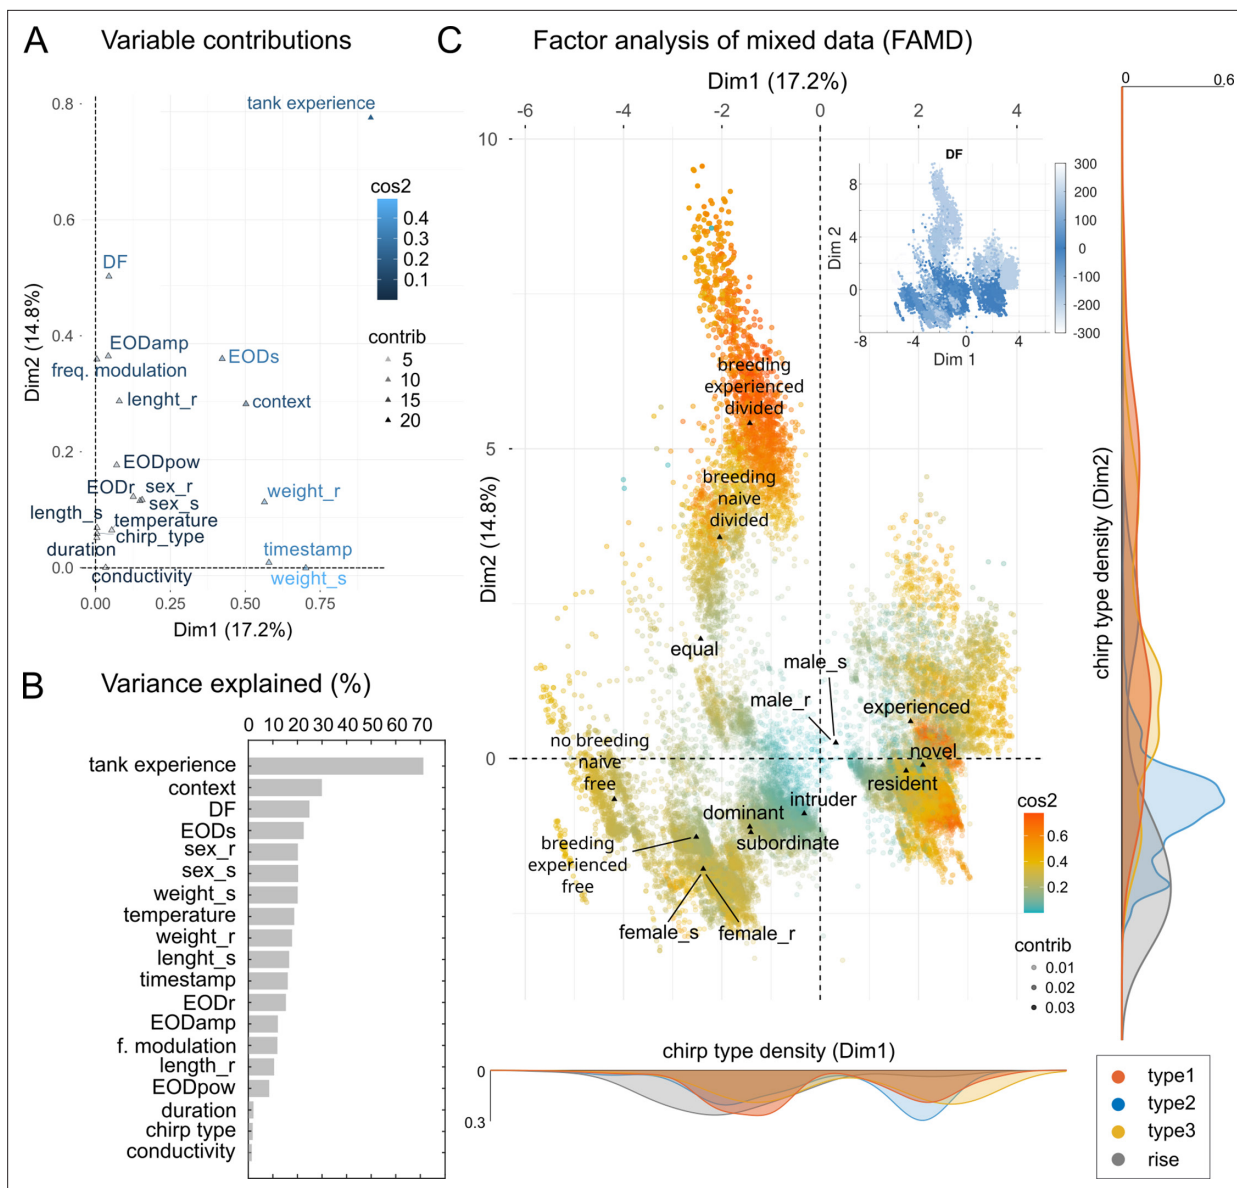 A
Variable contributions
0.8
0.6
0.4
0.2
0.0
Dim2 (14.8%)
tank experience
DF
EODamp
freq. modulation
EODs
lenght_r
context
EODpow
EODr
sex_r
sex_s
weight_r
length_s
temperature
chirp_type
duration
timestamp
conductivity
weight_s
0.00
0.25
0.50
0.75
Dim1 (17.2%)
cos2
0.4
0.3
0.2
0.1
contrib
5
10
15
20
B
Variance explained (%)
0 10 20 30 40 50 60 70
tank experience
context
DF
EODs
sex_r
sex_s
weight_s
temperature
weight_r
lenght_s
timestamp
EODr
EODamp
f. modulation
length_r
EODpow
duration
chirp type
conductivity
C
Factor analysis of mixed data (FAMD)
Dim1 (17.2%)
-6
-4
-2
0
2
4
10
5
0
Dim2 (14.8%)
breeding
experienced
divided
breeding
naive
divided
equal
male_s
male_r
experienced
no breeding
naive
free
novel
resident
intruder
dominant
subordinate
breeding
experienced
free
female_s
female_r
DF
8
4
0
Dim 2
-8
-4
0
4
Dim 1
300
200
100
0
-100
-200
-300
cos2
0.6
0.4
0.2
contrib
0.01
0.02
0.03
chirp type density (Dim1)
0
0.3
0
0.6
chirp type density (Dim2)
type1
type2
type3
rise